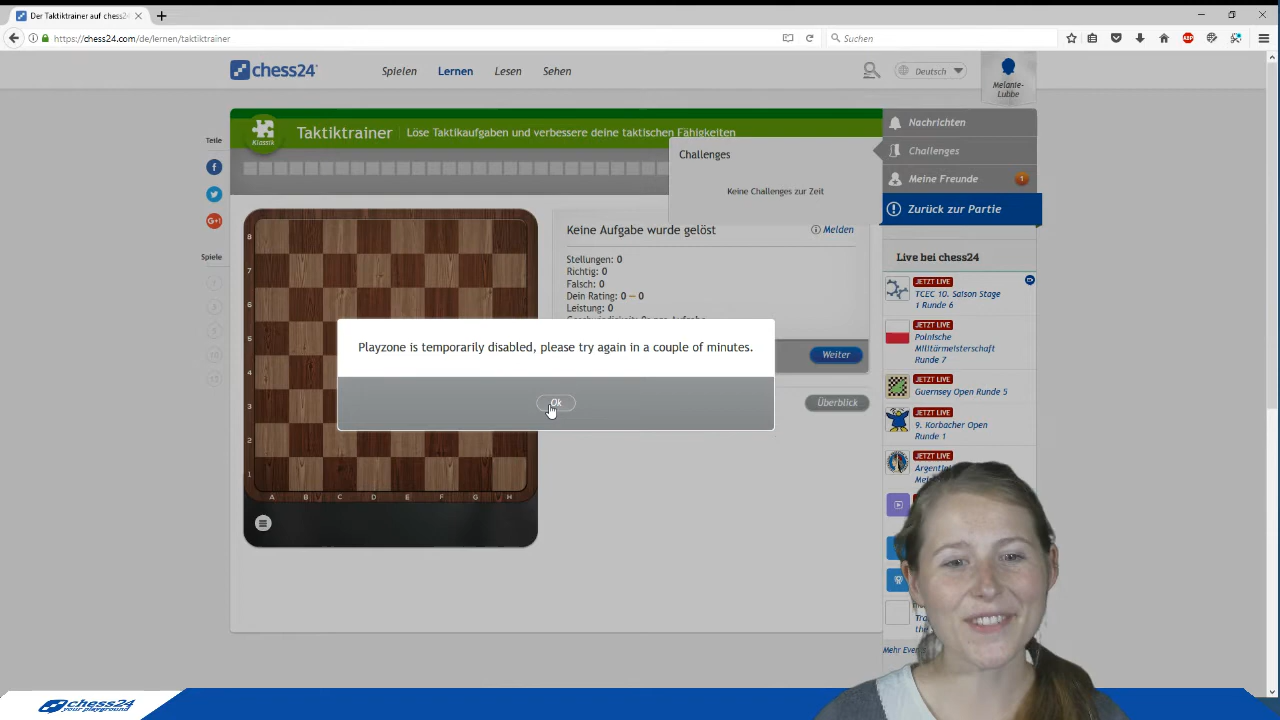 Der Taktiktrainer auf chess24
https://chess24.com/de/lernen/taktiktrainer
Suchen
chess24
Spielen
Lernen
Lesen
Sehen
Deutsch
Melanie-
Lubbe
Klassik
Taktiktrainer
Löse Taktikaufgaben und verbessere deine taktischen Fähigkeiten
Nachrichten
Challenges
Meine Freunde
1
Zurück zur Partie
Challenges
Keine Challenges zur Zeit
Teile
Spiele
8
7
6
5
4
3
2
1
A B C D E F G H
Keine Aufgabe wurde gelöst
Melden
Stellungen: 0
Richtig: 0
Falsch: 0
Dein Rating: 0 – 0
Leistung: 0
Weiter
Überblick
Playzone is temporarily disabled, please try again in a couple of minutes.
Ok
Live bei chess24
JETZT LIVE
TCEC 10. Saison Stage
1 Runde 6
JETZT LIVE
Polnische
Militärmeisterschaft
Runde 7
JETZT LIVE
Guernsey Open Runde 5
JETZT LIVE
9. Korbacher Open
Runde 1
JETZT LIVE
chess24
your playground